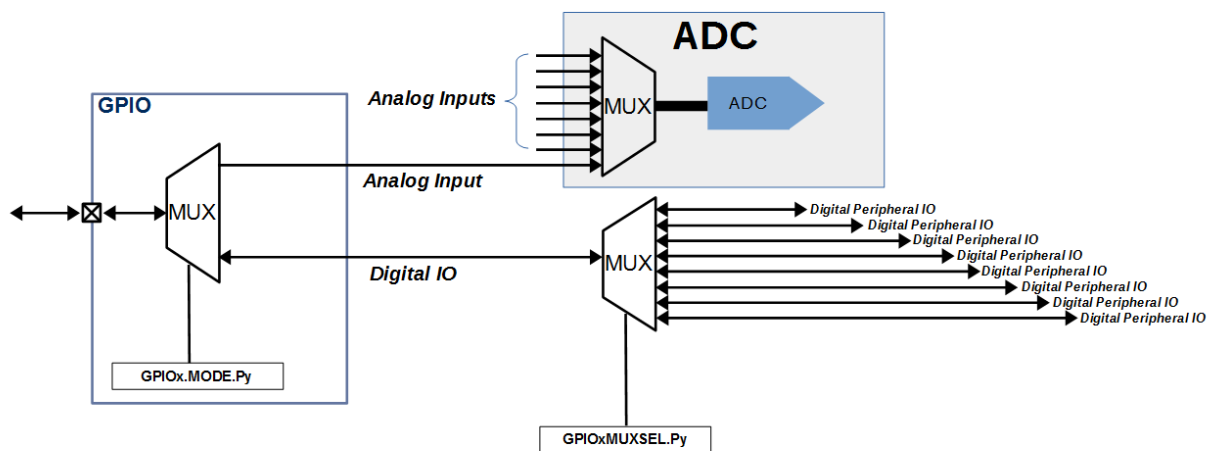 ADC
GPIO
Analog Inputs
MUX
ADC
Analog Input
MUX
Digital IO
MUX
Digital Peripheral IO
Digital Peripheral IO
Digital Peripheral IO
Digital Peripheral IO
Digital Peripheral IO
Digital Peripheral IO
Digital Peripheral IO
Digital Peripheral IO
GPIOx.MODE.Py
GPIOxMUXSEL.Py